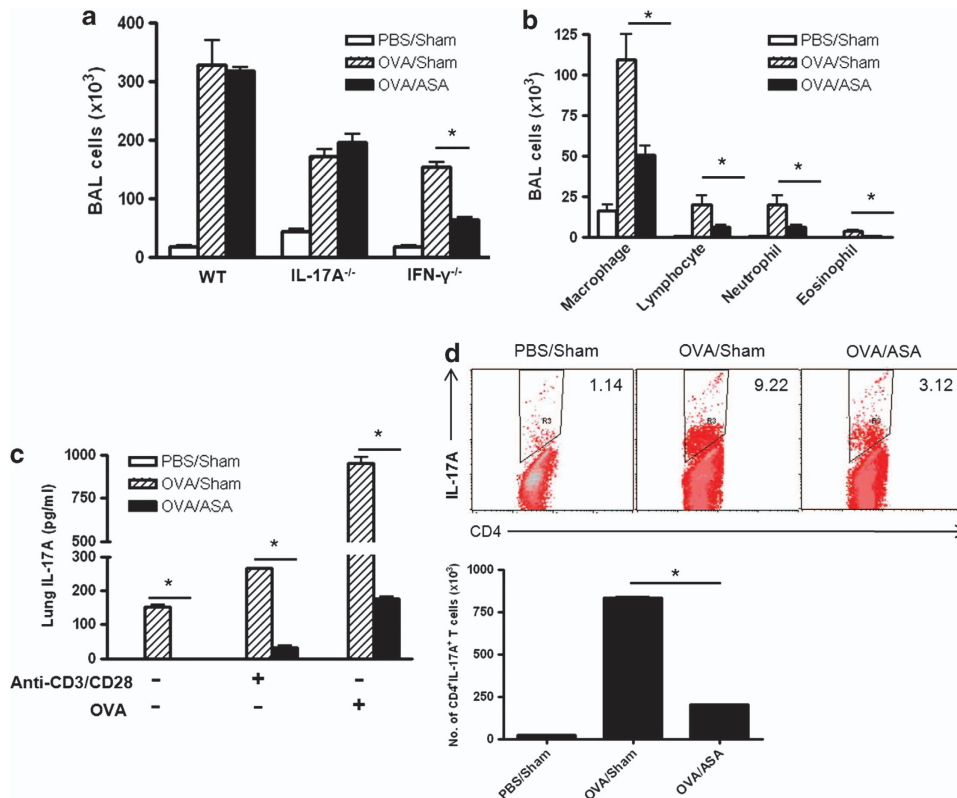 a
400
300
200
100
0
BAL cells (x10³)
PBS/Sham
OVA/Sham
OVA/ASA
*
WT
IL-17A-/-
IFN-γ-/-
b
125
100
75
50
25
0
BAL cells (x10³)
*
PBS/Sham
OVA/Sham
OVA/ASA
*
*
*
Macrophage
Lymphocyte
Neutrophil
Eosinophil
c
1000
750
500
300
200
100
0
Lung IL-17A (pg/ml)
PBS/Sham
OVA/Sham
OVA/ASA
*
*
*
Anti-CD3/CD28 - + -
OVA - - +
d
PBS/Sham OVA/Sham OVA/ASA
1.14 9.22 3.12
R3 R3 R3
IL-17A
CD4
1000
750
500
250
0
No. of CD4+IL-17A+ T cells (x10³)
*
PBS/Sham
OVA/Sham
OVA/ASA